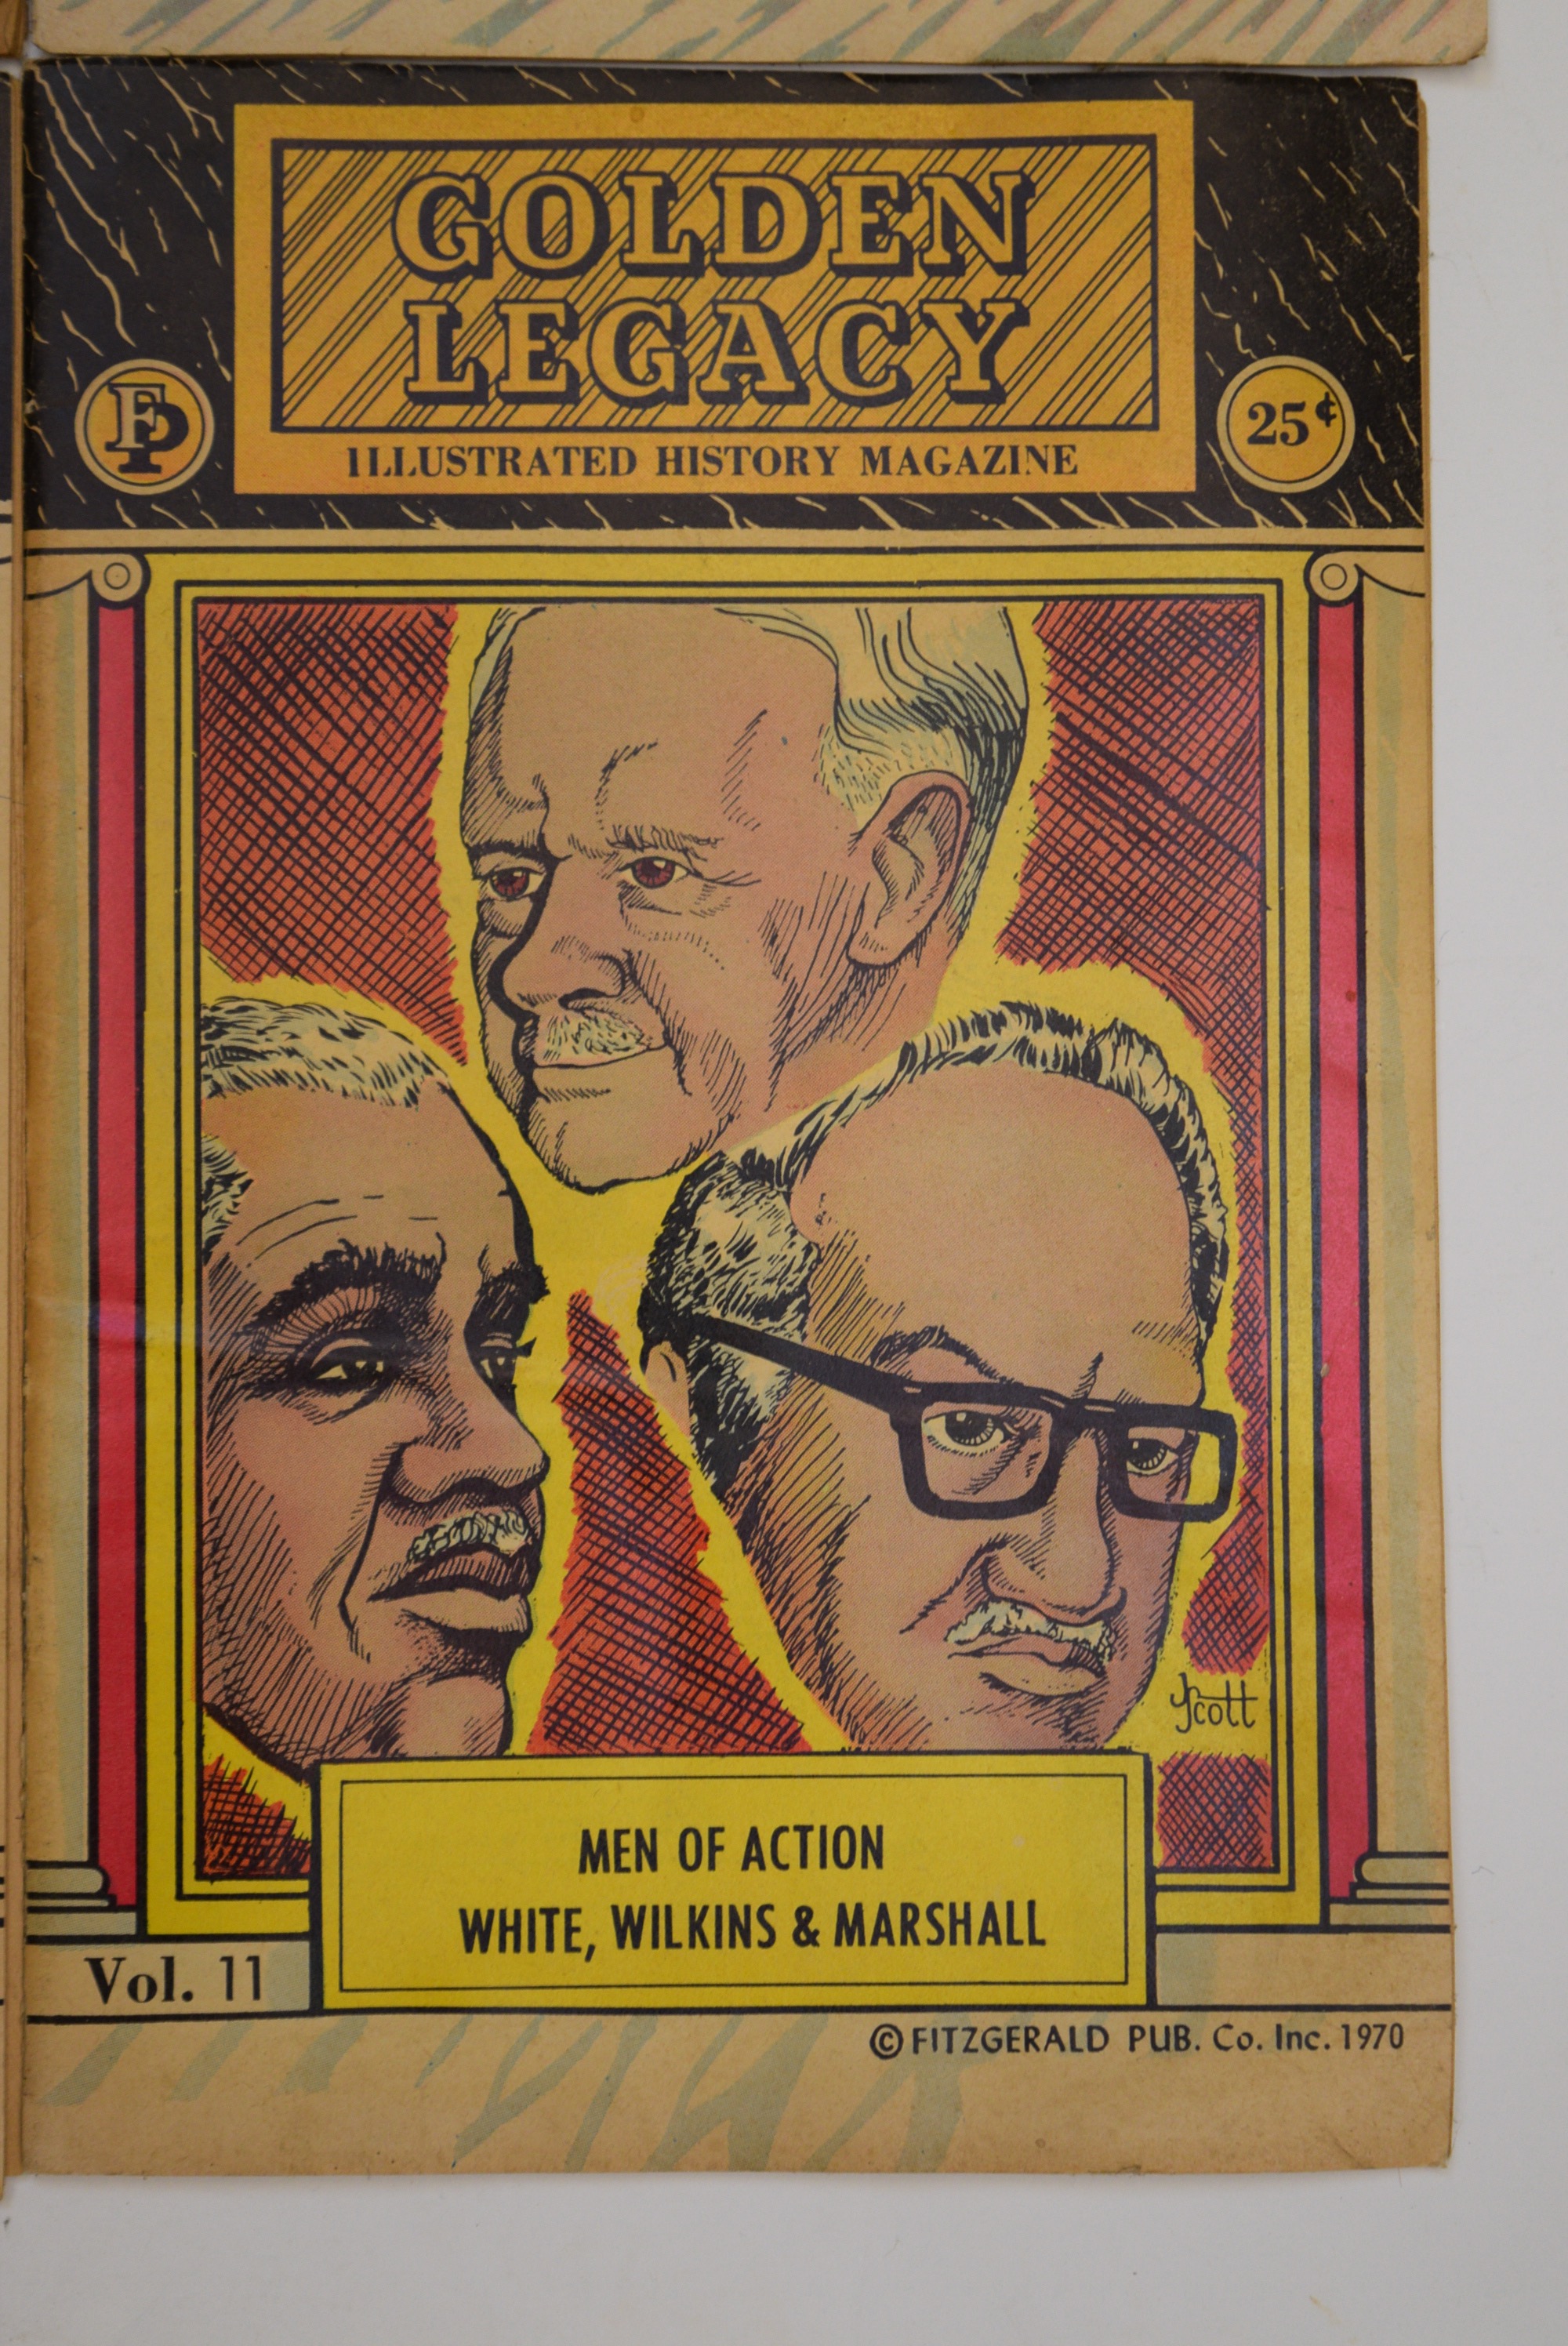 GOLDEN
LEGACY
ILLUSTRATED HISTORY MAGAZINE
FP
25¢
JScott
MEN OF ACTION
WHITE, WILKINS & MARSHALL
Vol. 11
© FITZGERALD PUB. Co. Inc. 1970